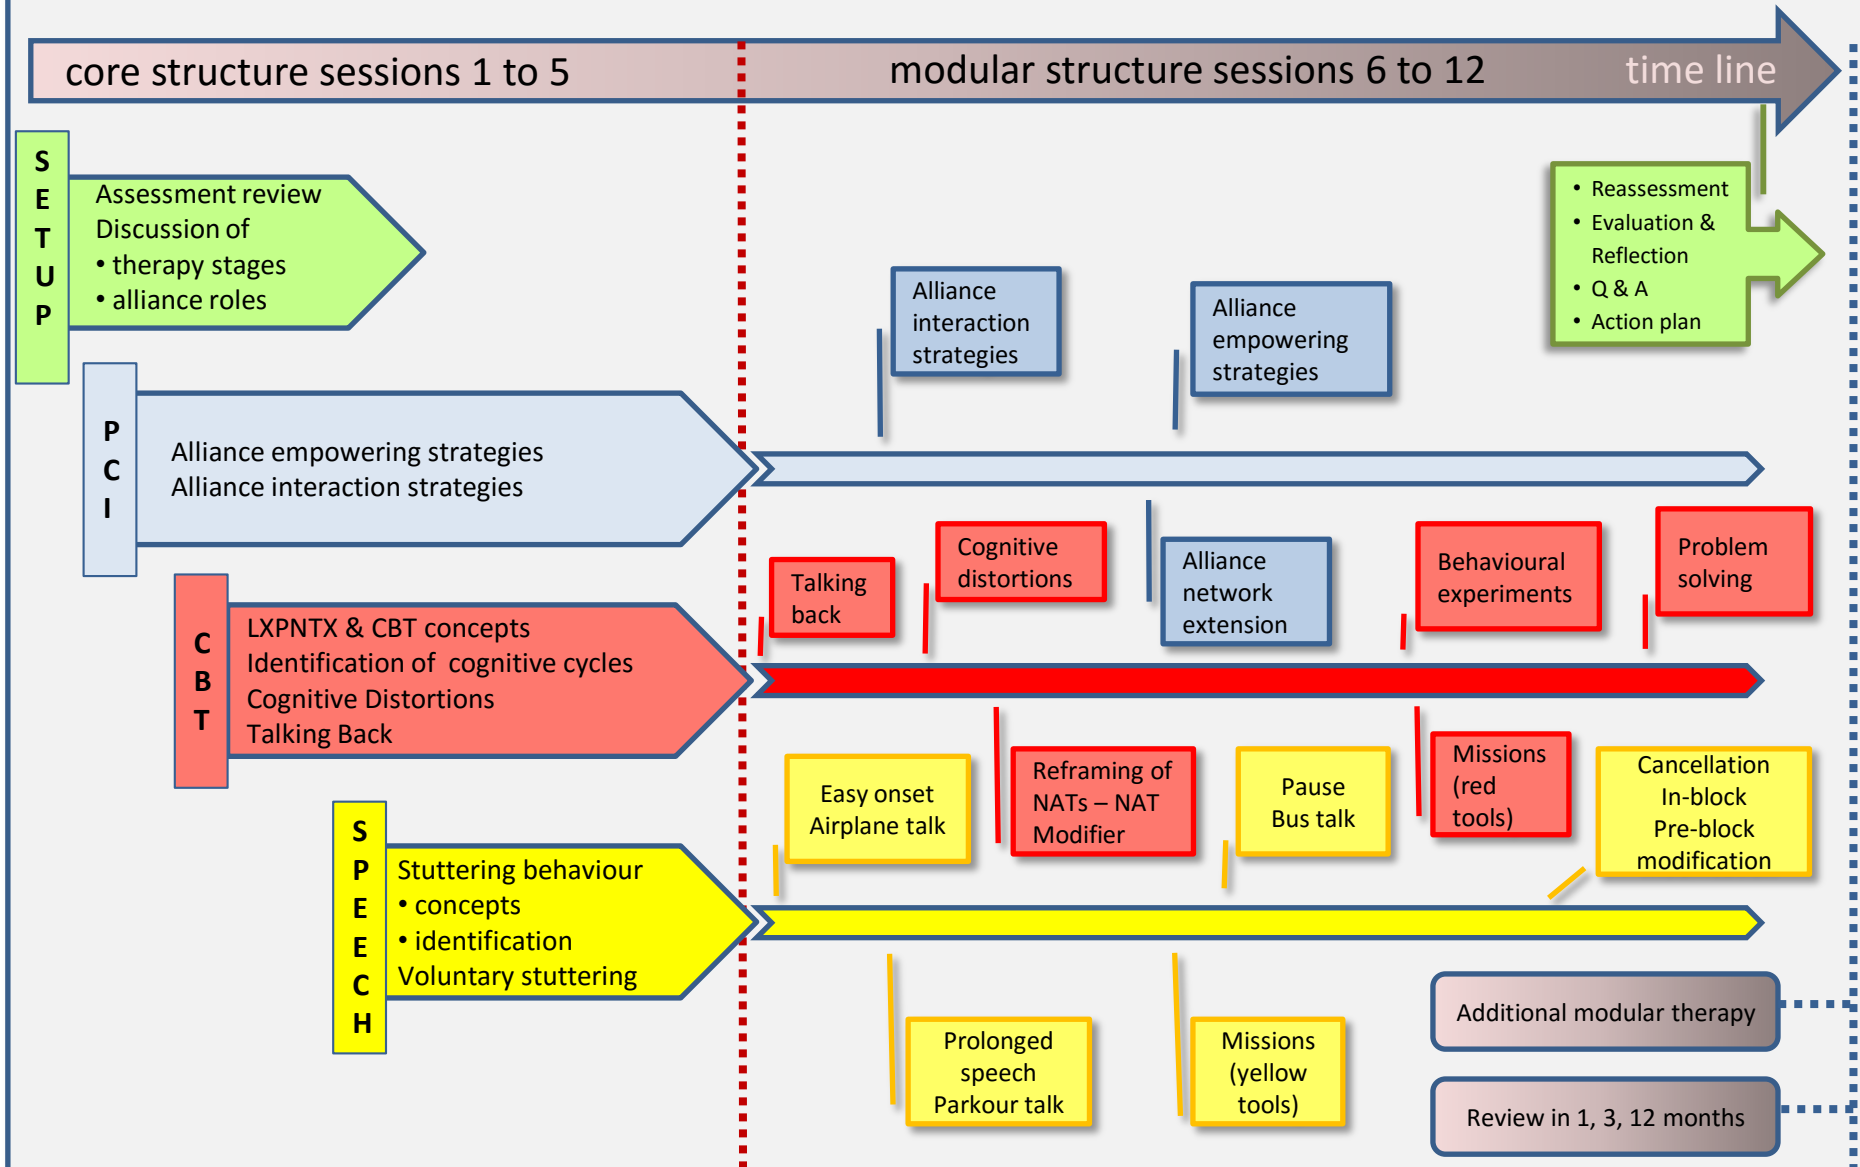 core structure sessions 1 to 5
modular structure sessions 6 to 12
time line
SETUP
Assessment review
Discussion of
• therapy stages
• alliance roles
• Reassessment
• Evaluation &
Reflection
• Q & A
• Action plan
Alliance
interaction
strategies
Alliance
empowering
strategies
PCI
Alliance empowering strategies
Alliance interaction strategies
Alliance
network
extension
CBT
LXPNTX & CBT concepts
Identification of cognitive cycles
Cognitive Distortions
Talking Back
Talking
back
Cognitive
distortions
Behavioural
experiments
Problem
solving
Reframing of
NATs – NAT
Modifier
Missions
(red
tools)
SPEECH
Stuttering behaviour
• concepts
• identification
Voluntary stuttering
Easy onset
Airplane talk
Pause
Bus talk
Cancellation
In-block
Pre-block
modification
Prolonged
speech
Parkour talk
Missions
(yellow
tools)
Additional modular therapy
Review in 1, 3, 12 months